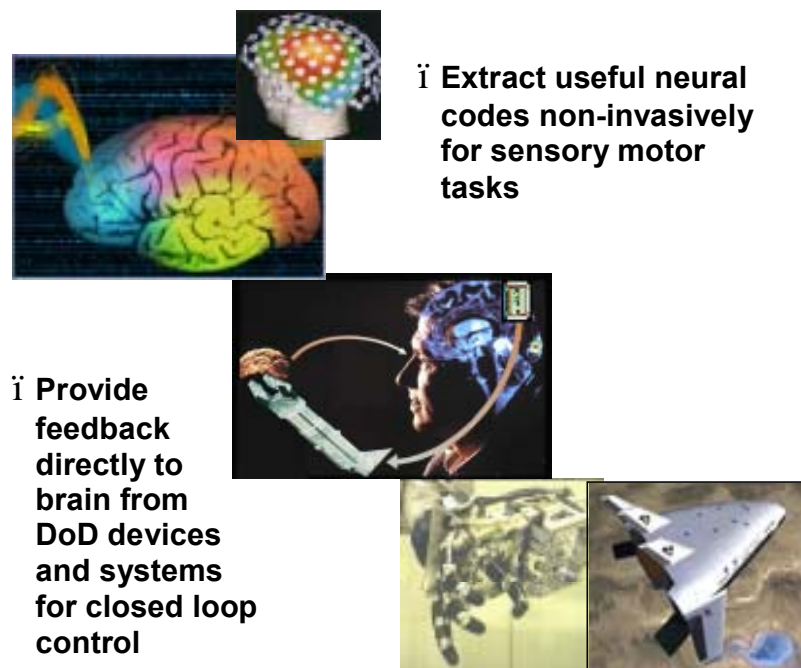 ï Extract useful neural
codes non-invasively
for sensory motor
tasks
ï Provide
feedback
directly to
brain from
DoD devices
and systems
for closed loop
control